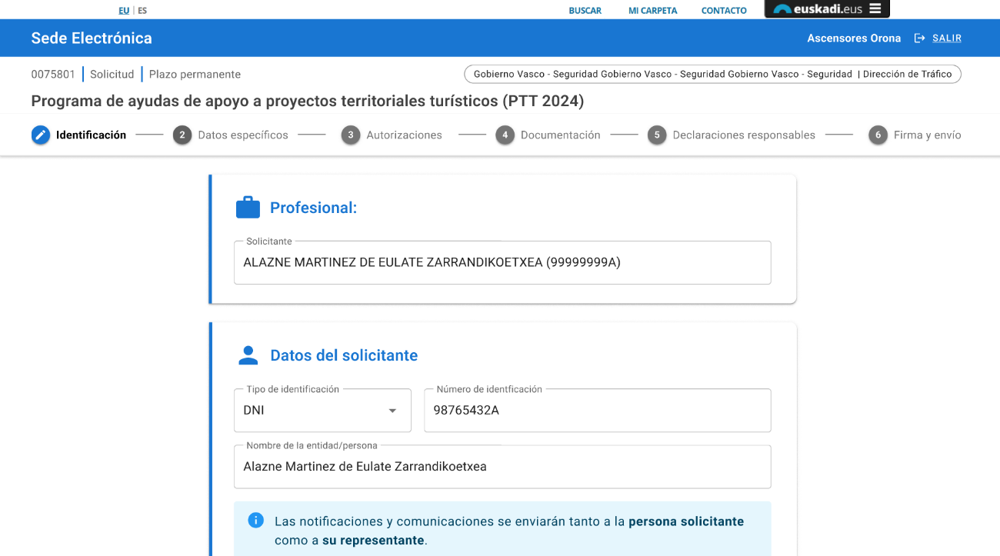 EU | ES
BUSCAR MI CARPETA CONTACTO euskadi.eus
Sede Electrónica Ascensores Orona SALIR
0075801 Solicitud Plazo permanente Gobierno Vasco - Seguridad Gobierno Vasco - Seguridad Gobierno Vasco - Seguridad | Dirección de Tráfico
Programa de ayudas de apoyo a proyectos territoriales turísticos (PTT 2024)
Identificación 2 Datos específicos 3 Autorizaciones 4 Documentación 5 Declaraciones responsables 6 Firma y envío
Profesional:
Solicitante
ALAZNE MARTINEZ DE EULATE ZARRANDIKOETXEA (99999999A)
Datos del solicitante
Tipo de identificación Número de identficación
DNI 98765432A
Nombre de la entidad/persona
Alazne Martinez de Eulate Zarrandikoetxea
Las notificaciones y comunicaciones se enviarán tanto a la persona solicitante
como a su representante.